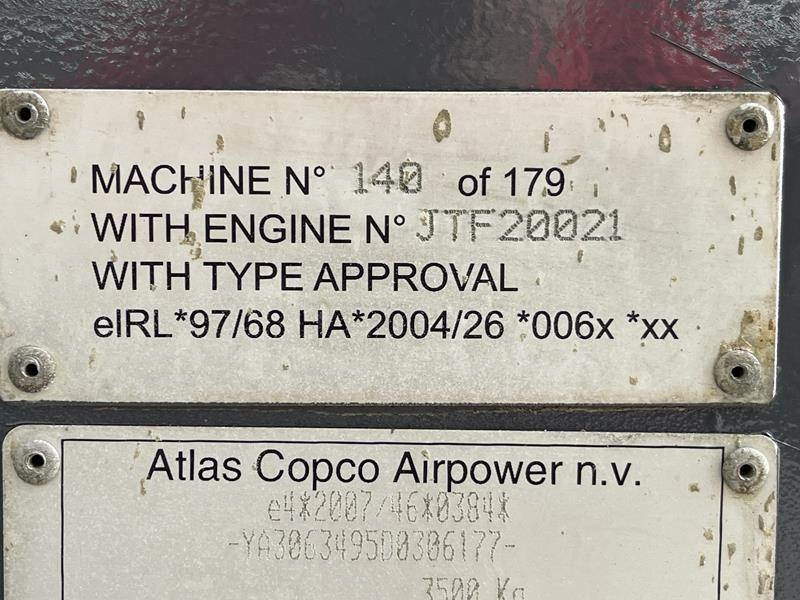 MACHINE N° 140 of 179
WITH ENGINE N° JTF20021
WITH TYPE APPROVAL
eIRL*97/68 HA*2004/26 *006x *xx
Atlas Copco Airpower n.v.
e4*2007/46*0384*
-YA3063495D0306177-
3500 Kg